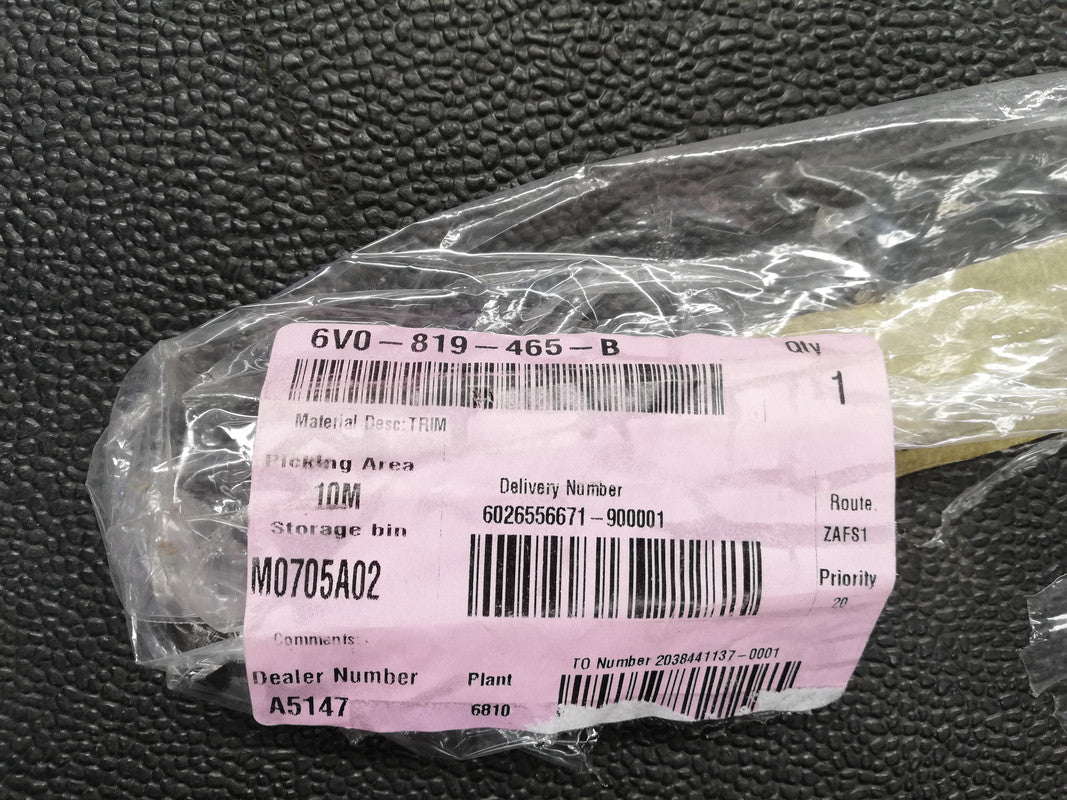 6V0-819-465-B
Qty
1
Material Desc:TRIM
Picking Area
10M
Storage bin
M0705A02
Delivery Number
6026556671-900001
Route.
ZAFS1
Priority
20
Comments:
TO Number 2038441137-0001
Dealer Number
A5147
Plant
6810